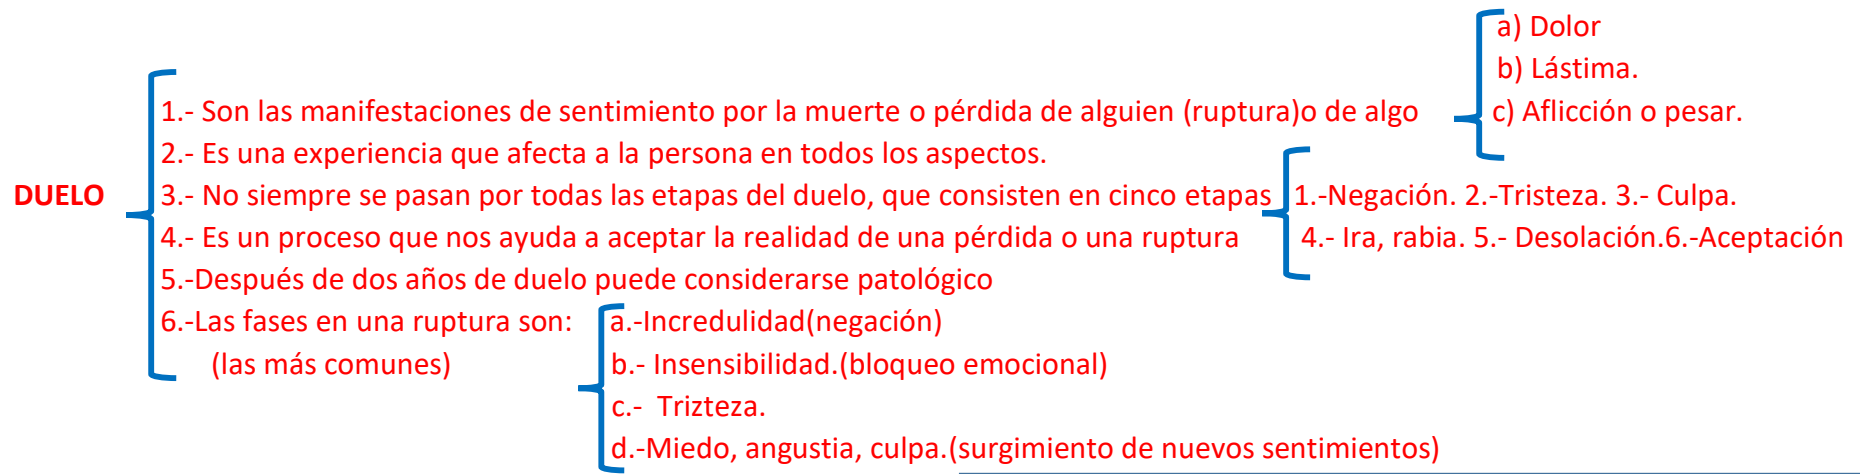 a) Dolor
b) Lástima.
1.- Son las manifestaciones de sentimiento por la muerte o pérdida de alguien (ruptura)o de algo c) Aflicción o pesar.
2.- Es una experiencia que afecta a la persona en todos los aspectos.
DUELO 3.- No siempre se pasan por todas las etapas del duelo, que consisten en cinco etapas 1.-Negación. 2.-Tristeza. 3.- Culpa.
4.- Es un proceso que nos ayuda a aceptar la realidad de una pérdida o una ruptura 4.- Ira, rabia. 5.- Desolación.6.-Aceptación
5.-Después de dos años de duelo puede considerarse patológico
6.-Las fases en una ruptura son: a.-Incredulidad(negación)
(las más comunes) b.- Insensibilidad.(bloqueo emocional)
c.- Trizteza.
d.-Miedo, angustia, culpa.(surgimiento de nuevos sentimientos)